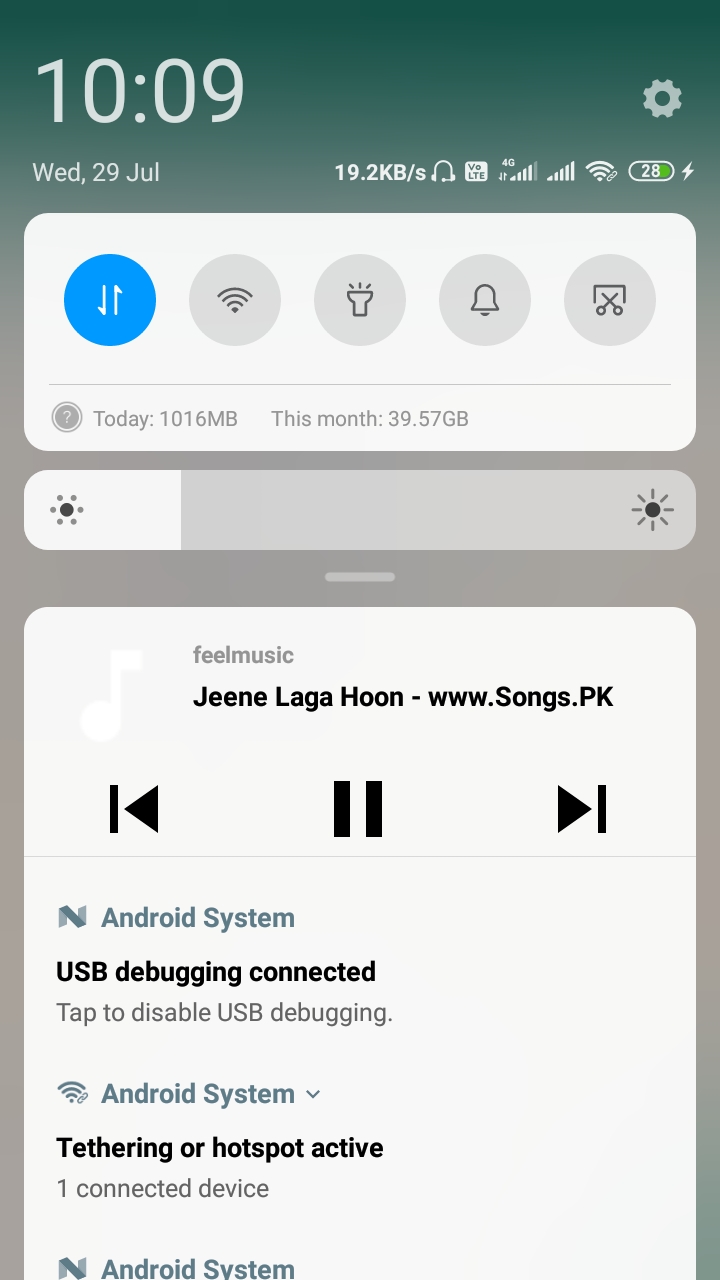 10:09
Wed, 29 Jul 19.2KB/s Vo LTE 4G 28
? Today: 1016MB This month: 39.57GB
feelmusic
Jeene Laga Hoon - www.Songs.PK
Android System
USB debugging connected
Tap to disable USB debugging.
Android System
Tethering or hotspot active
1 connected device
Android System